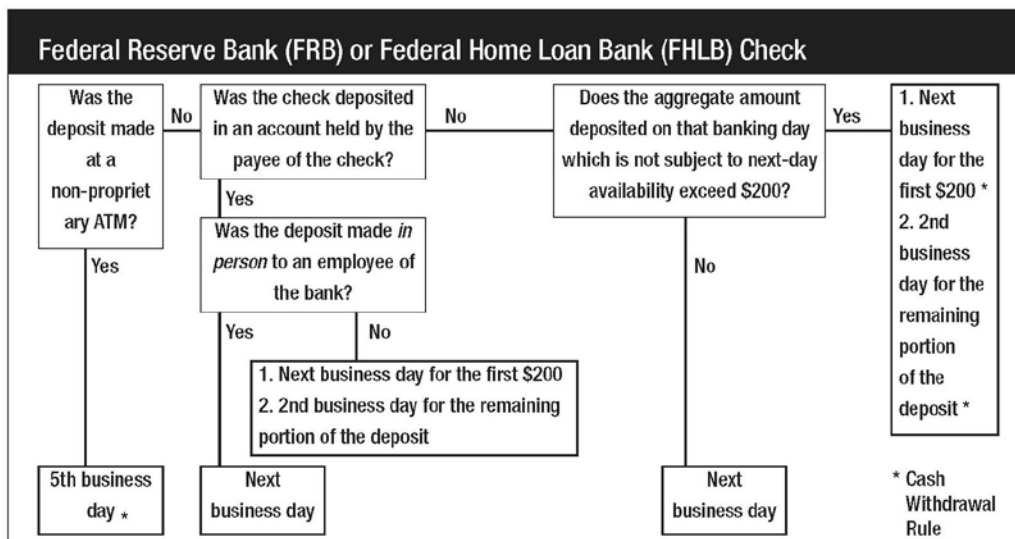 Federal Reserve Bank (FRB) or Federal Home Loan Bank (FHLB) Check
Was the
deposit made
at a
non-propriet
ary ATM?
No
Was the check deposited
in an account held by the
payee of the check?
No
Does the aggregate amount
deposited on that banking day
which is not subject to next-day
availability exceed $200?
Yes
1. Next
business
day for the
first $200 *
2. 2nd
business
day for the
remaining
portion
of the
deposit *
Yes
Was the deposit made in
person to an employee of
the bank?
Yes
No
Yes
No
1. Next business day for the first $200
2. 2nd business day for the remaining
portion of the deposit
5th business
day *
Next
business day
Next
business day
* Cash
Withdrawal
Rule